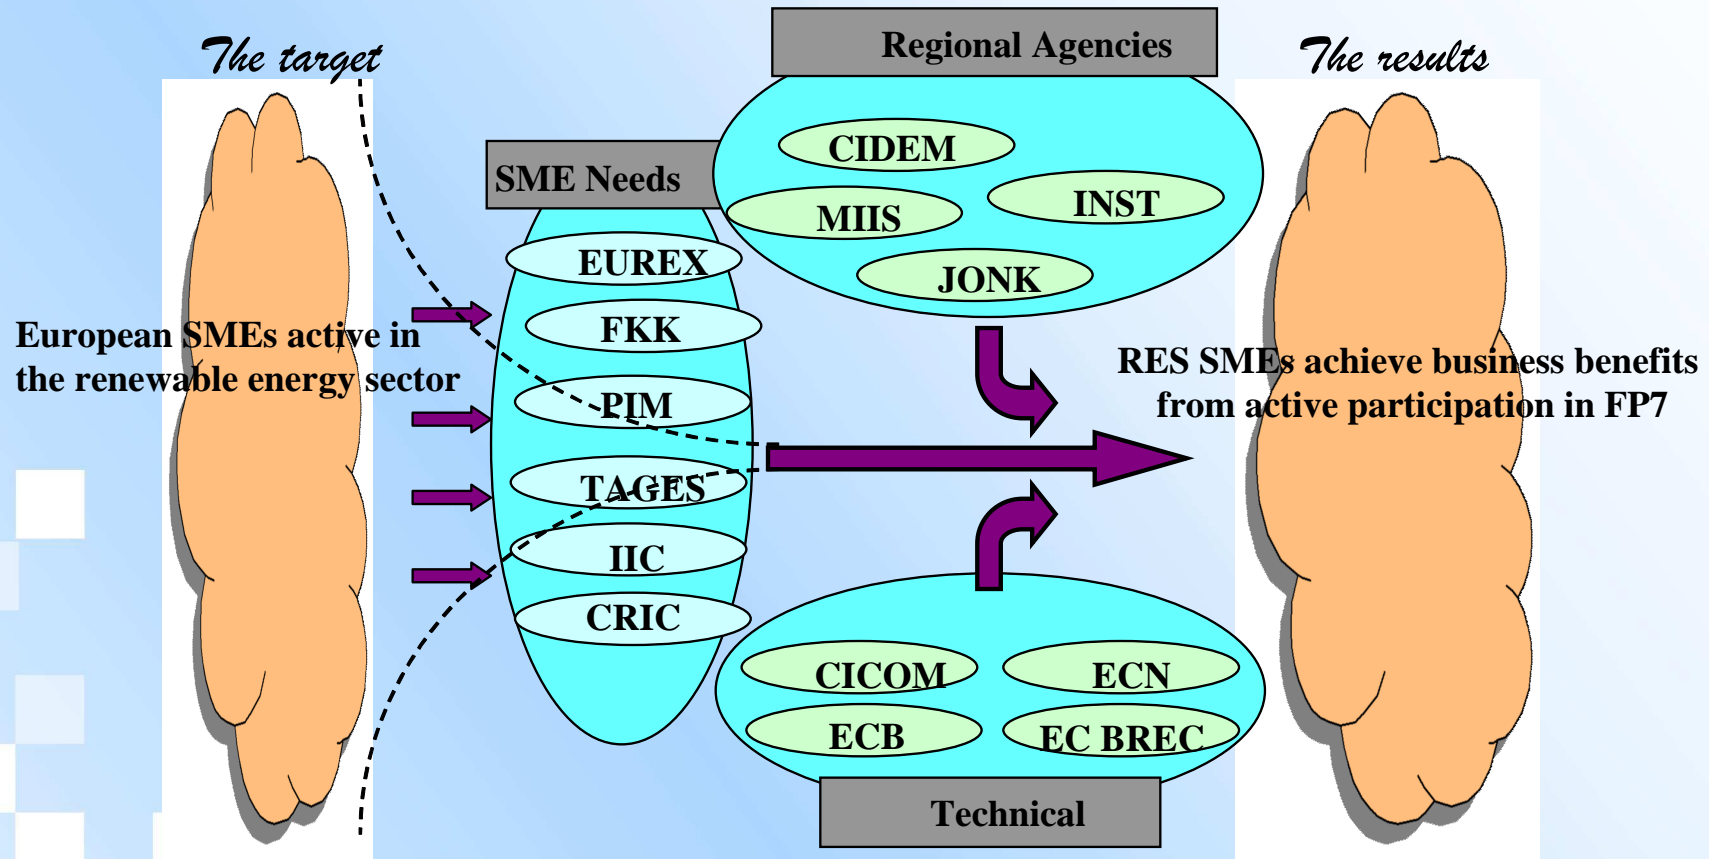 The target
European SMEs active in
the renewable energy sector
SME Needs
EUREX
FKK
PIM
TAGES
IIC
CRIC
Regional Agencies
CIDEM
INST
MIIS
JONK
CICOM
ECN
ECB
EC BREC
Technical
The results
RES SMEs achieve business benefits
from active participation in FP7